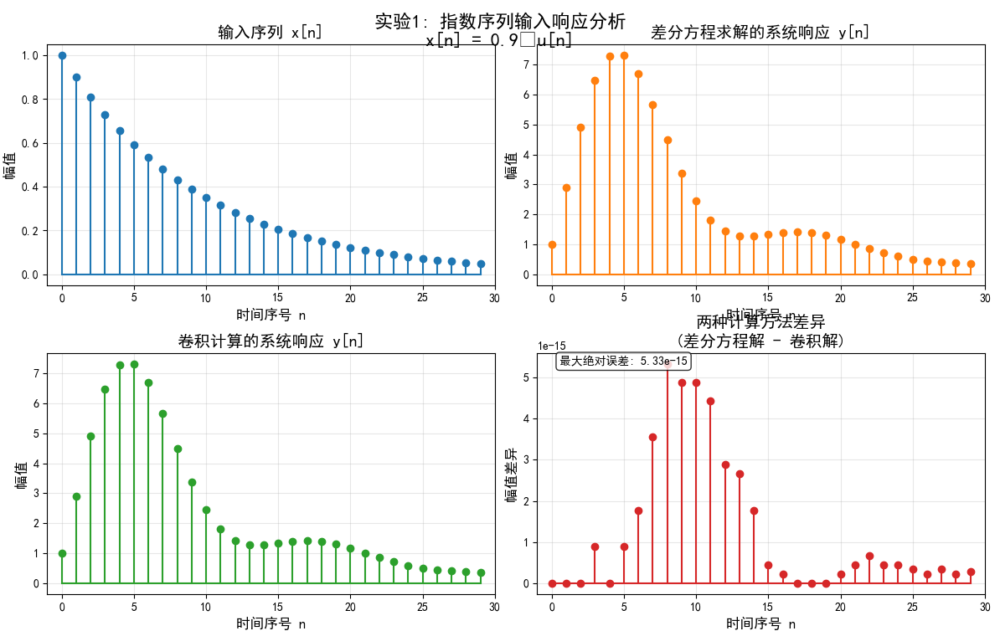 实验1: 指数序列输入响应分析
x[n] = 0.9□u[n]
输入序列 x[n]
幅值
1.0
0.8
0.6
0.4
0.2
0.0
0 5 10 15 20 25 30
时间序号 n
差分方程求解的系统响应 y[n]
幅值
7
6
5
4
3
2
1
0
0 5 10 15 20 25 30
时间序号 n
卷积计算的系统响应 y[n]
幅值
7
6
5
4
3
2
1
0
0 5 10 15 20 25 30
时间序号 n
两种计算方法差异
(差分方程解 - 卷积解)
1e-15
最大绝对误差: 5.33e-15
幅值差异
5
4
3
2
1
0
0 5 10 15 20 25 30
时间序号 n